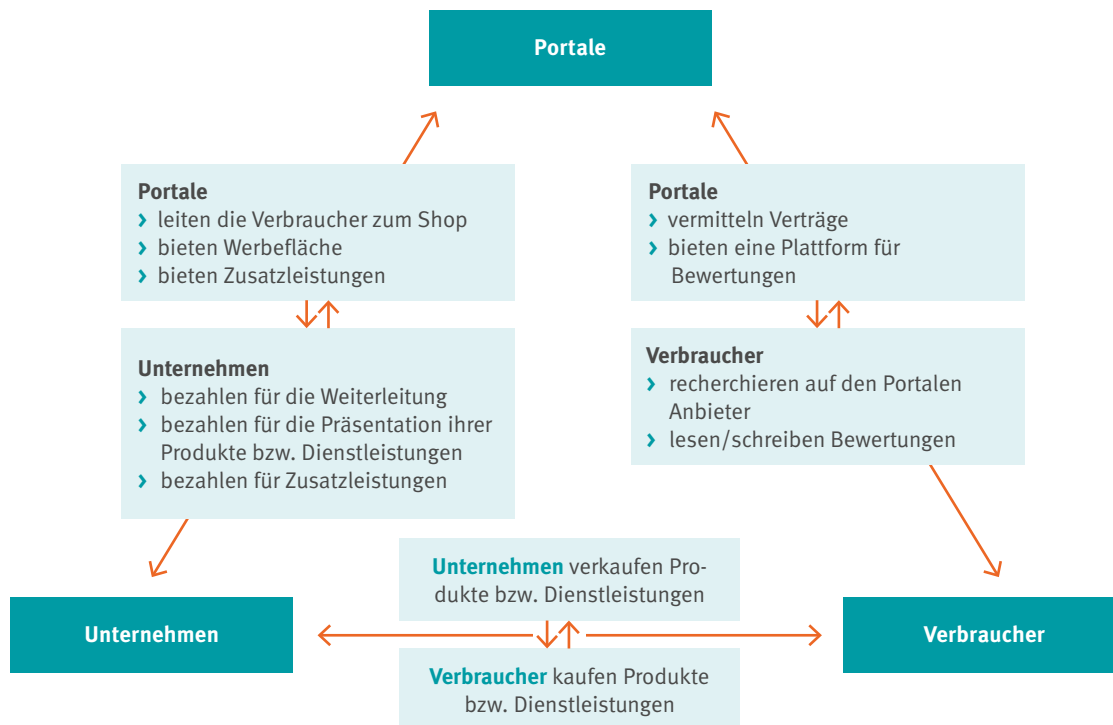 Portale
Portale
› leiten die Verbraucher zum Shop
› bieten Werbefläche
› bieten Zusatzleistungen
Portale
› vermitteln Verträge
› bieten eine Plattform für
Bewertungen
Unternehmen
› bezahlen für die Weiterleitung
› bezahlen für die Präsentation ihrer
Produkte bzw. Dienstleistungen
› bezahlen für Zusatzleistungen
Verbraucher
› recherchieren auf den Portalen
Anbieter
› lesen/schreiben Bewertungen
Unternehmen
Unternehmen verkaufen Pro-
dukte bzw. Dienstleistungen
Verbraucher kaufen Produkte
bzw. Dienstleistungen
Verbraucher